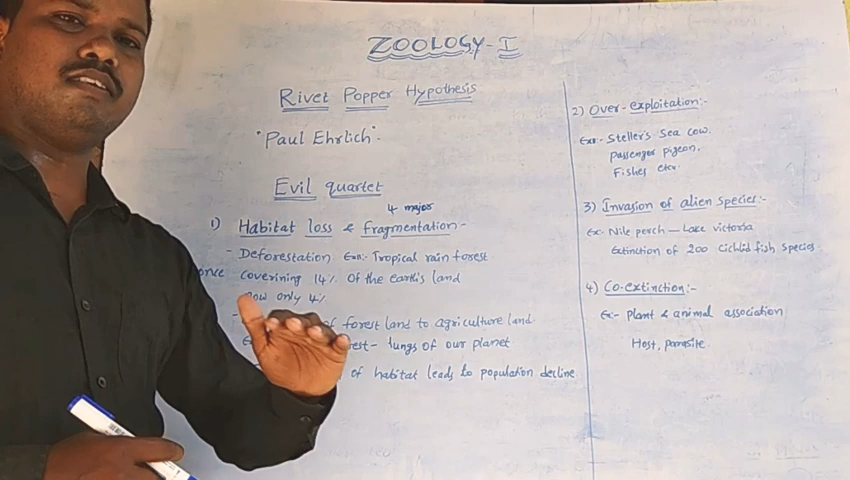 ZOOLOGY-I
Rivet Popper Hypothesis
"Paul Ehrlich".
Evil quartet
4 major
1) Habitat loss & fragmentation-
- Deforestation Ex:- Tropical rain forest
once coverining 14% of the earth's land
now only 4%
of forest land to agriculture land
rest- lungs of our planet
of habitat leads to population decline
2) Over-exploitation:-
Ex:- Steller's Sea cow.
Passenger pigeon.
Fishes etc.
3) Invasion of alien species:-
Ex:- Nile perch — Lake victoria
Extinction of 200 cichlid fish species
4) Co-extinction:-
Ex:- plant & animal association
Host, parasite.